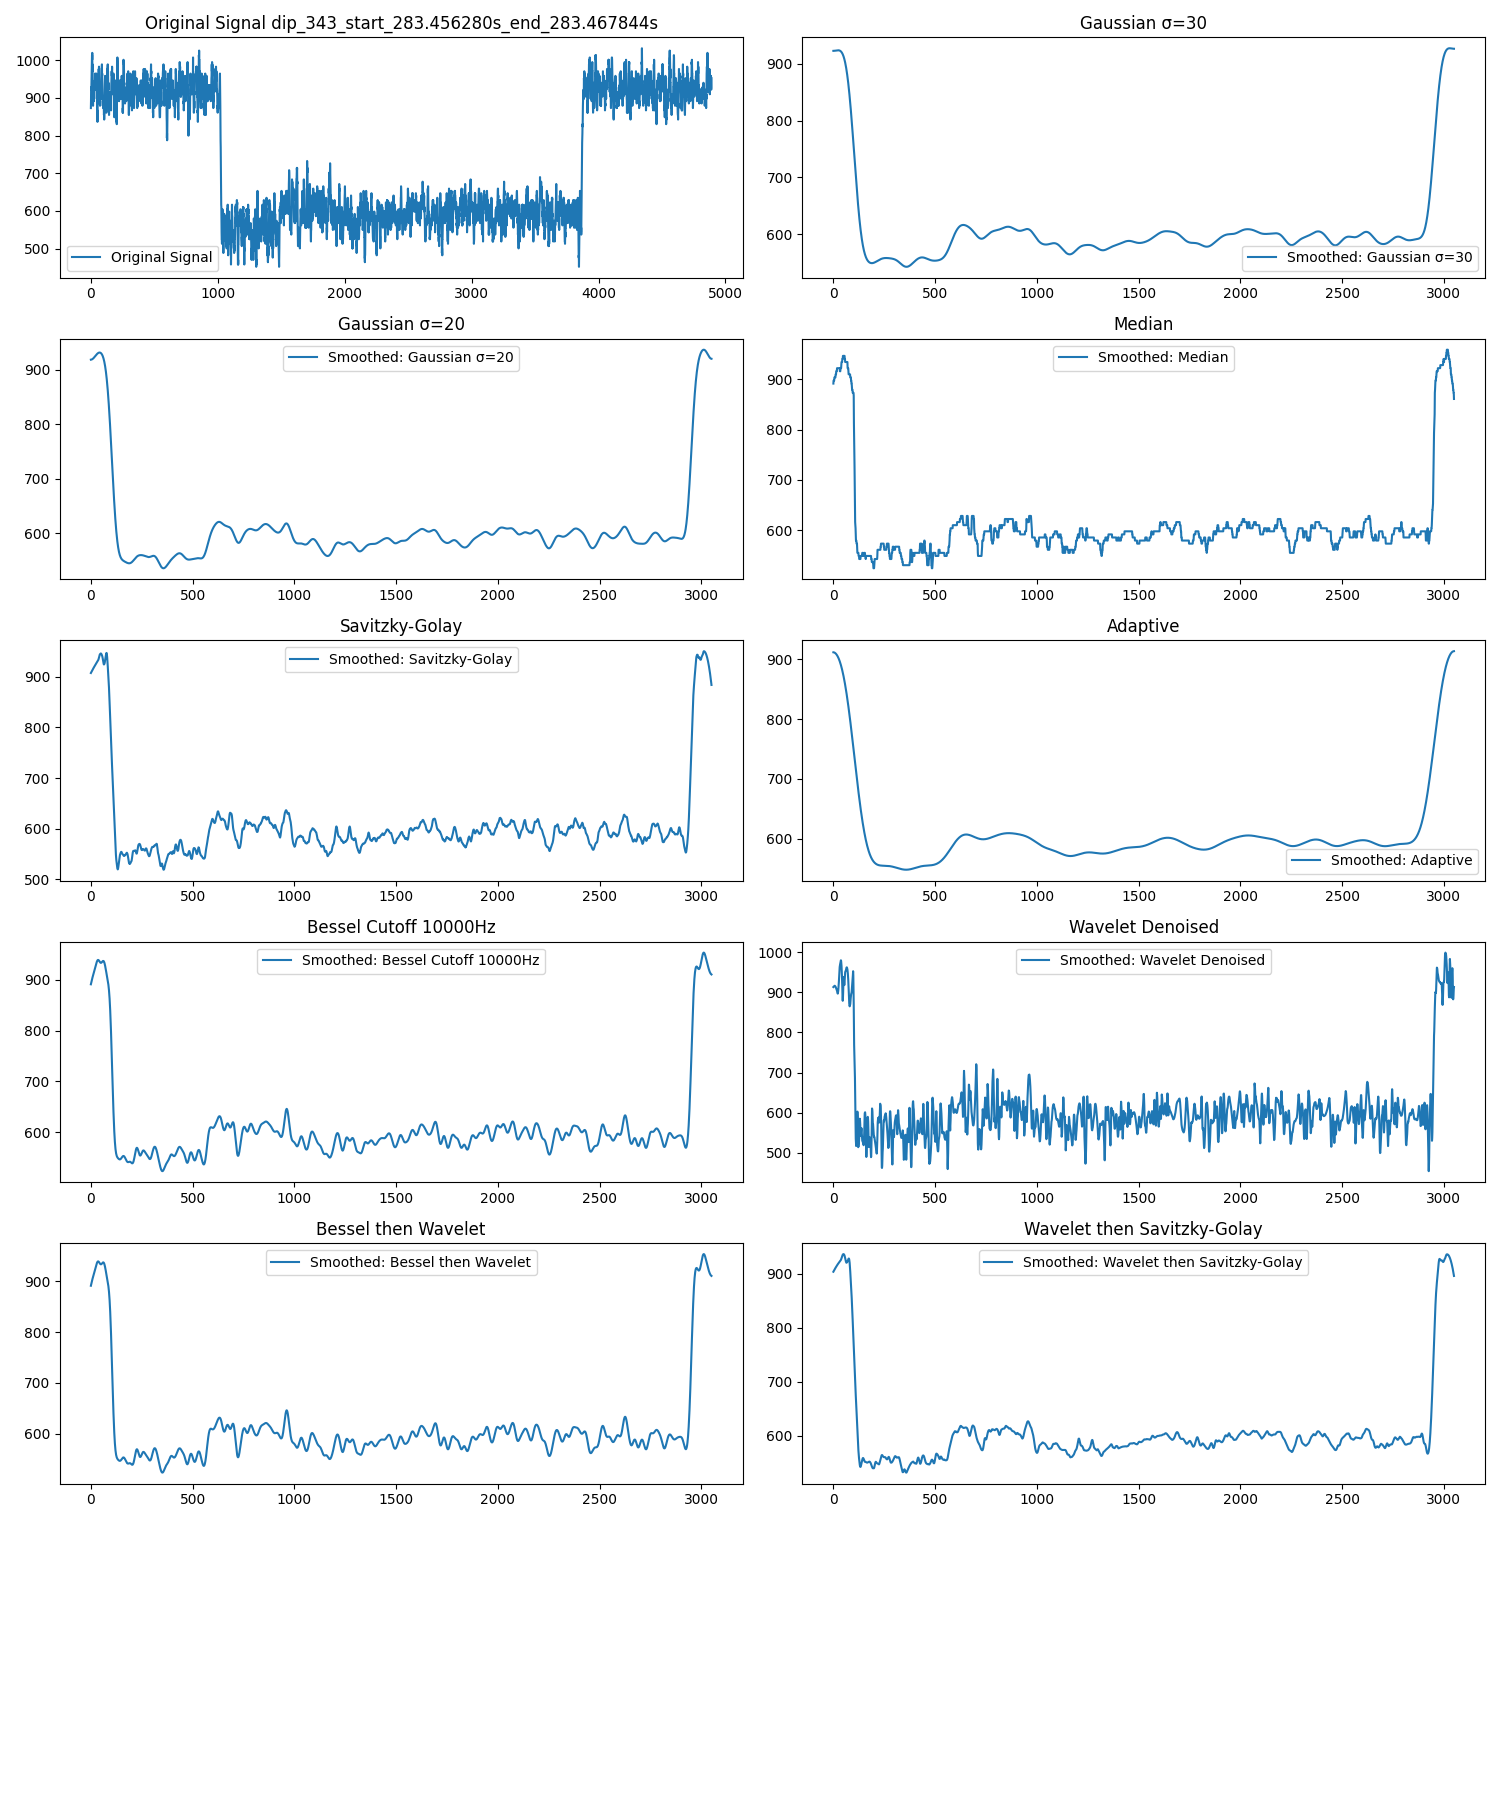 Original Signal dip_343_start_283.456280s_end_283.467844s
1000
900
800
700
600
500
Original Signal
0 1000 2000 3000 4000 5000
Gaussian σ=30
900
800
700
600
Smoothed: Gaussian σ=30
0 500 1000 1500 2000 2500 3000
Gaussian σ=20
Smoothed: Gaussian σ=20
900
800
700
600
0 500 1000 1500 2000 2500 3000
Median
Smoothed: Median
900
800
700
600
0 500 1000 1500 2000 2500 3000
Savitzky-Golay
Smoothed: Savitzky-Golay
900
800
700
600
500
0 500 1000 1500 2000 2500 3000
Adaptive
900
800
700
600
Smoothed: Adaptive
0 500 1000 1500 2000 2500 3000
Bessel Cutoff 10000Hz
Smoothed: Bessel Cutoff 10000Hz
900
800
700
600
0 500 1000 1500 2000 2500 3000
Wavelet Denoised
Smoothed: Wavelet Denoised
1000
900
800
700
600
500
0 500 1000 1500 2000 2500 3000
Bessel then Wavelet
Smoothed: Bessel then Wavelet
900
800
700
600
0 500 1000 1500 2000 2500 3000
Wavelet then Savitzky-Golay
Smoothed: Wavelet then Savitzky-Golay
900
800
700
600
0 500 1000 1500 2000 2500 3000